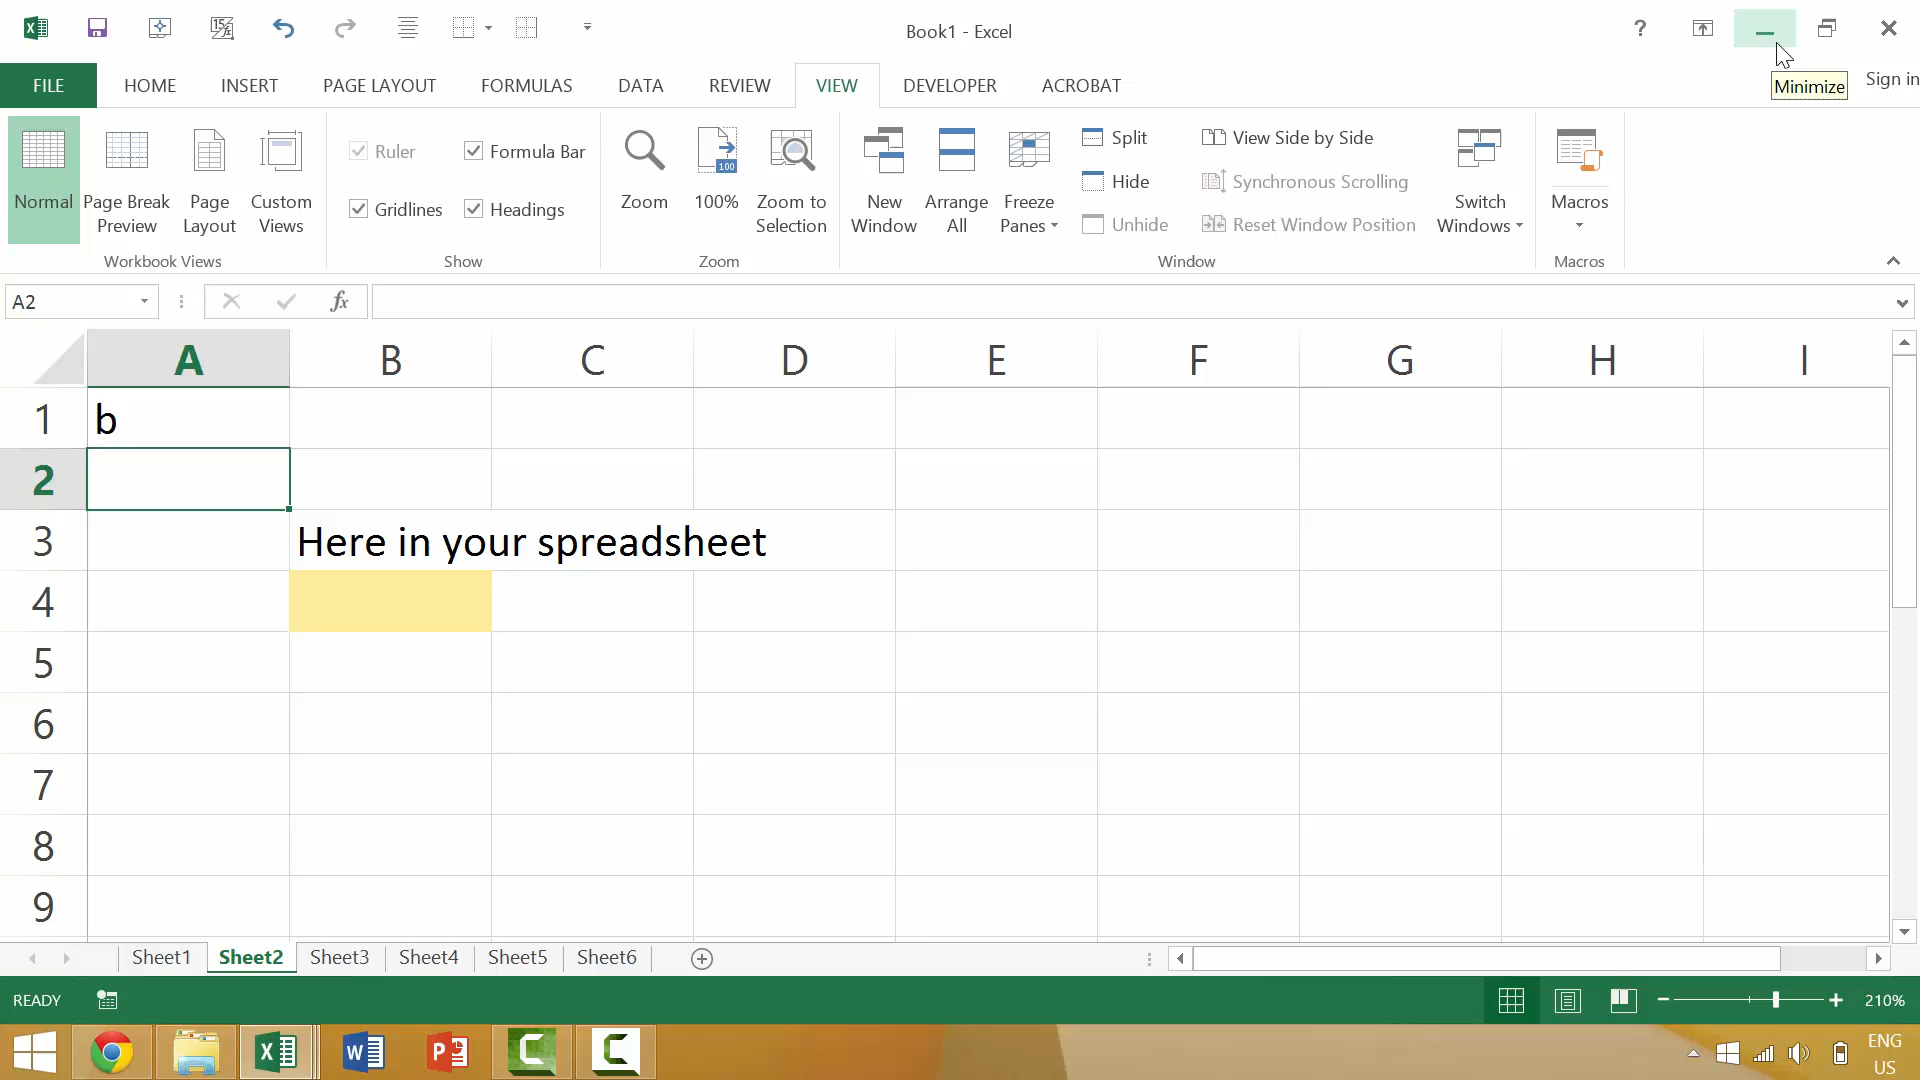 Book1 - Excel
Sign in
Minimize
FILE HOME INSERT PAGE LAYOUT FORMULAS DATA REVIEW VIEW DEVELOPER ACROBAT
Normal
Page Break Preview
Page Layout
Custom Views
Workbook Views
Ruler
Formula Bar
Gridlines
Headings
Show
Zoom
100
100%
Zoom to Selection
Zoom
New Window
Arrange All
Freeze Panes
Split
Hide
Unhide
View Side by Side
Synchronous Scrolling
Reset Window Position
Switch Windows
Window
Macros
Macros
A2
fx
A B C D E F G H I
1 b
2
3 Here in your spreadsheet
4
5
6
7
8
9
Sheet1 Sheet2 Sheet3 Sheet4 Sheet5 Sheet6
READY
210%
ENG
US